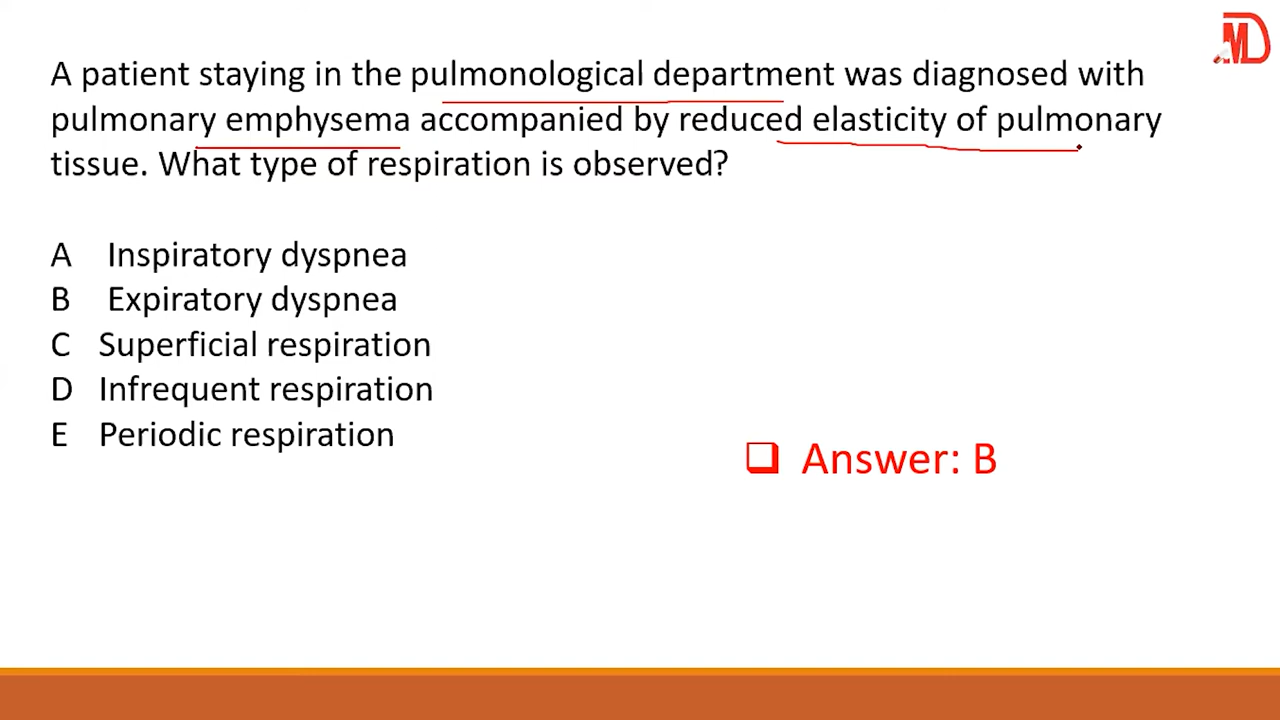 MD
A patient staying in the pulmonological department was diagnosed with
pulmonary emphysema accompanied by reduced elasticity of pulmonary
tissue. What type of respiration is observed?
A Inspiratory dyspnea
B Expiratory dyspnea
C Superficial respiration
D Infrequent respiration
E Periodic respiration
❑ Answer: B